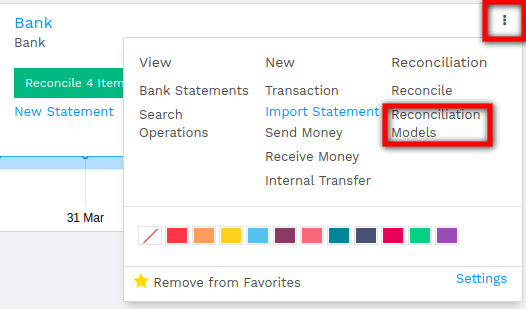 Bank
Bank
Reconcile 4 Item
New Statement
31 Mar
View
Bank Statements
Search
Operations
New
Transaction
Import Statement
Send Money
Receive Money
Internal Transfer
Reconciliation
Reconcile
Reconciliation
Models
Remove from Favorites
Settings